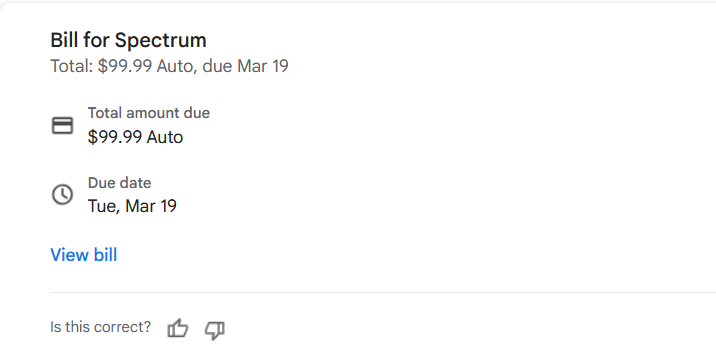 Bill for Spectrum
Total: $99.99 Auto, due Mar 19
Total amount due
$99.99 Auto
Due date
Tue, Mar 19
View bill
Is this correct?